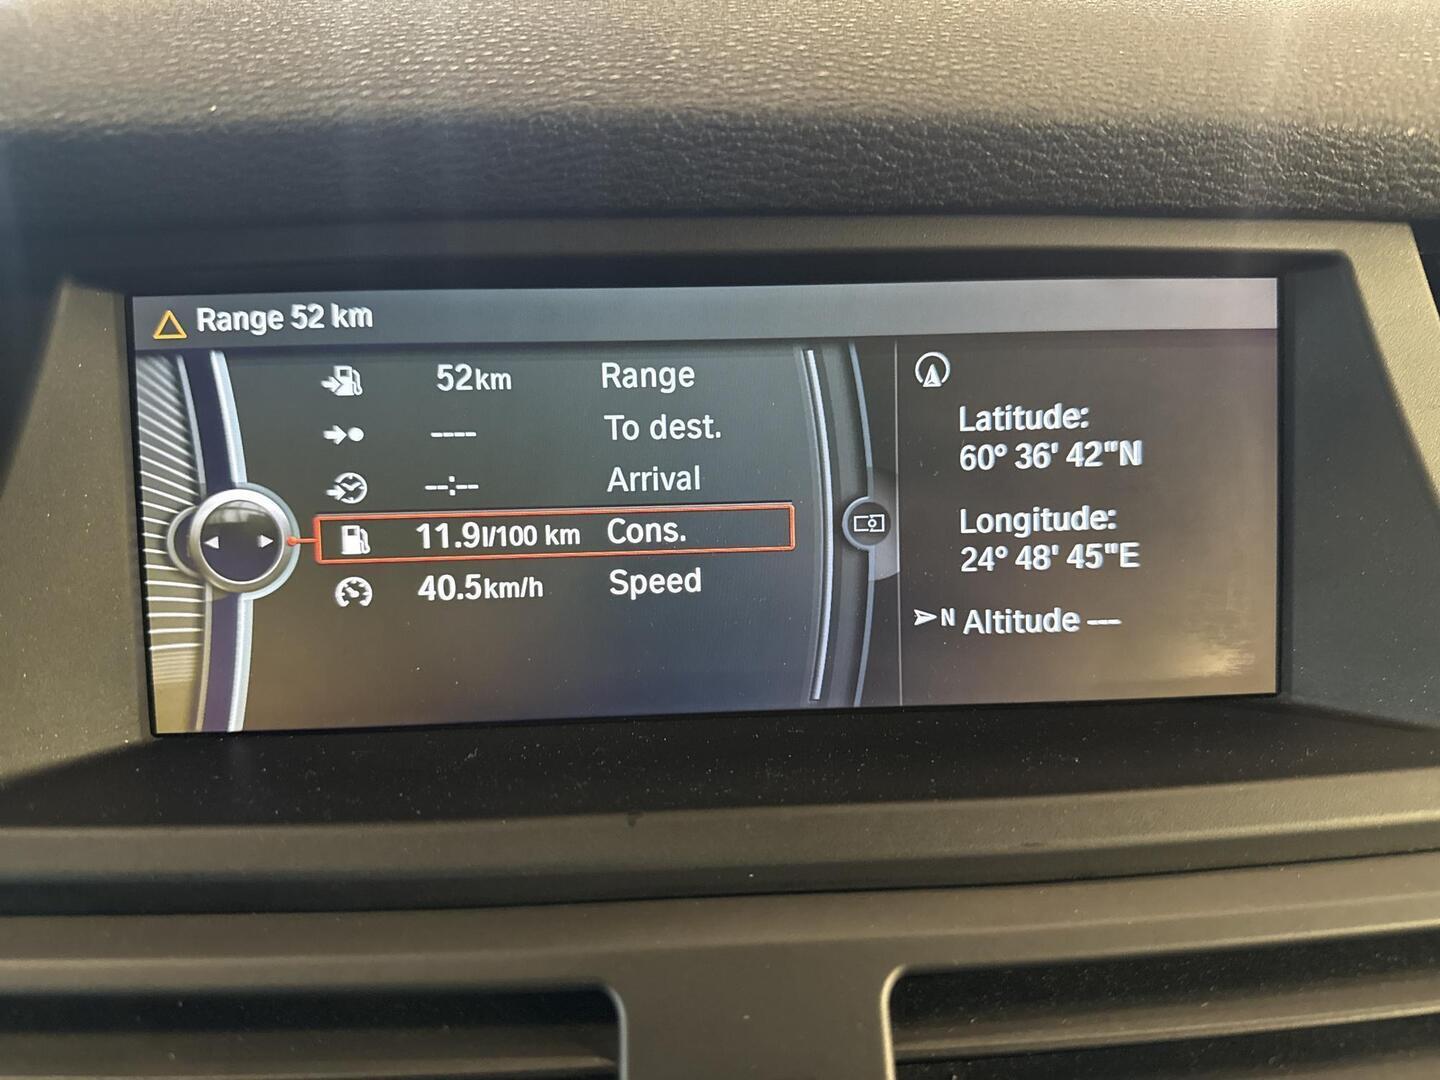 Range 52 km
52km Range
---- To dest.
--:-- Arrival
11.9l/100 km Cons.
40.5km/h Speed
Latitude:
60° 36' 42"N
Longitude:
24° 48' 45"E
N Altitude ---